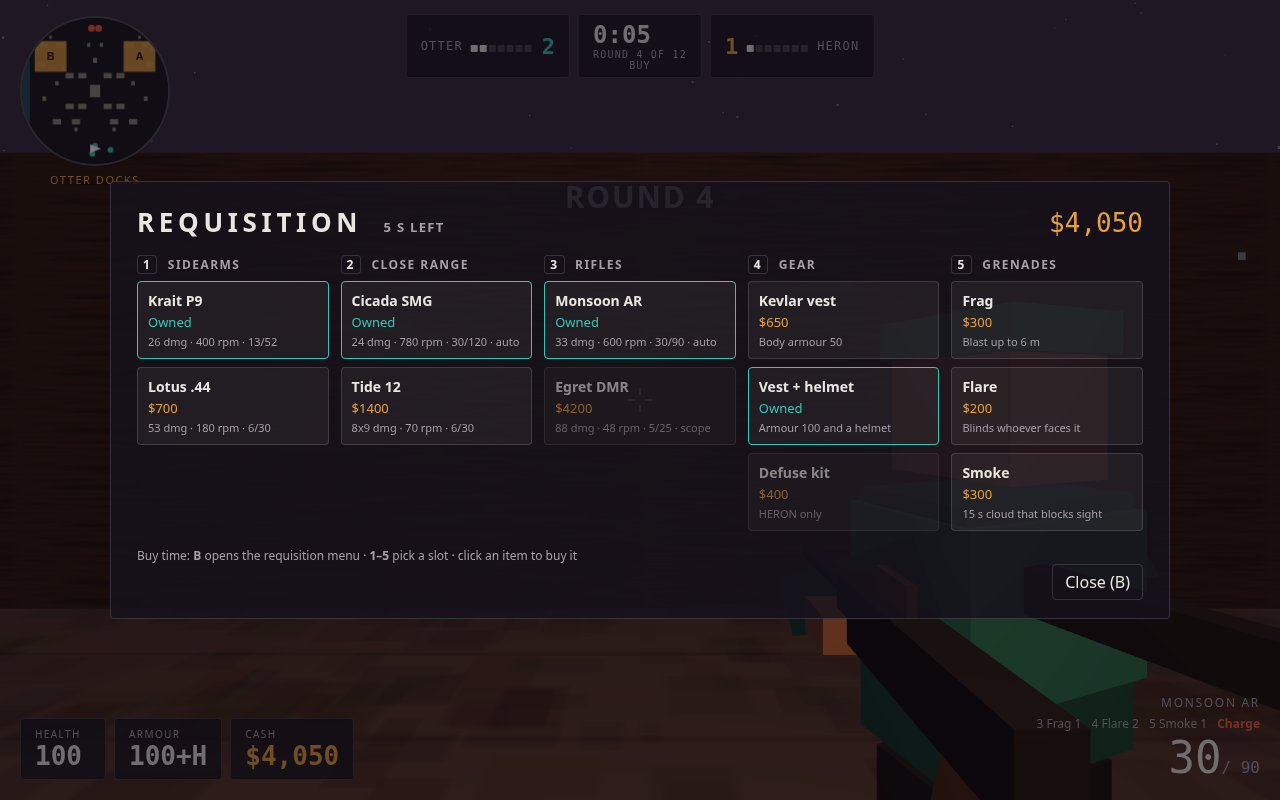 B
A
OTTER DOCKS
OTTER 2
0:05
ROUND 4 OF 12
BUY
1 HERON
ROUND 4
REQUISITION 5 S LEFT
$4,050
1 SIDEARMS
Krait P9
Owned
26 dmg · 400 rpm · 13/52
Lotus .44
$700
53 dmg · 180 rpm · 6/30
2 CLOSE RANGE
Cicada SMG
Owned
24 dmg · 780 rpm · 30/120 · auto
Tide 12
$1400
8x9 dmg · 70 rpm · 6/30
3 RIFLES
Monsoon AR
Owned
33 dmg · 600 rpm · 30/90 · auto
Egret DMR
$4200
88 dmg · 48 rpm · 5/25 · scope
4 GEAR
Kevlar vest
$650
Body armour 50
Vest + helmet
Owned
Armour 100 and a helmet
Defuse kit
$400
HERON only
5 GRENADES
Frag
$300
Blast up to 6 m
Flare
$200
Blinds whoever faces it
Smoke
$300
15 s cloud that blocks sight
Buy time: B opens the requisition menu · 1–5 pick a slot · click an item to buy it
Close (B)
HEALTH
100
ARMOUR
100+H
CASH
$4,050
MONSOON AR
3 Frag 1 4 Flare 2 5 Smoke 1 Charge
30 / 90